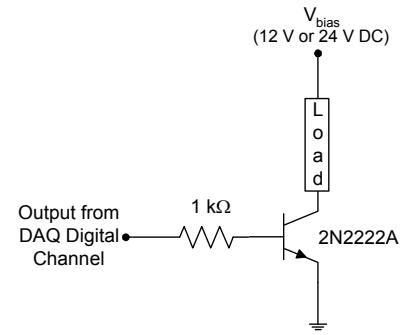 V_bias
(12 V or 24 V DC)
L
o
a
d
1 kΩ
Output from
DAQ Digital
Channel
2N2222A